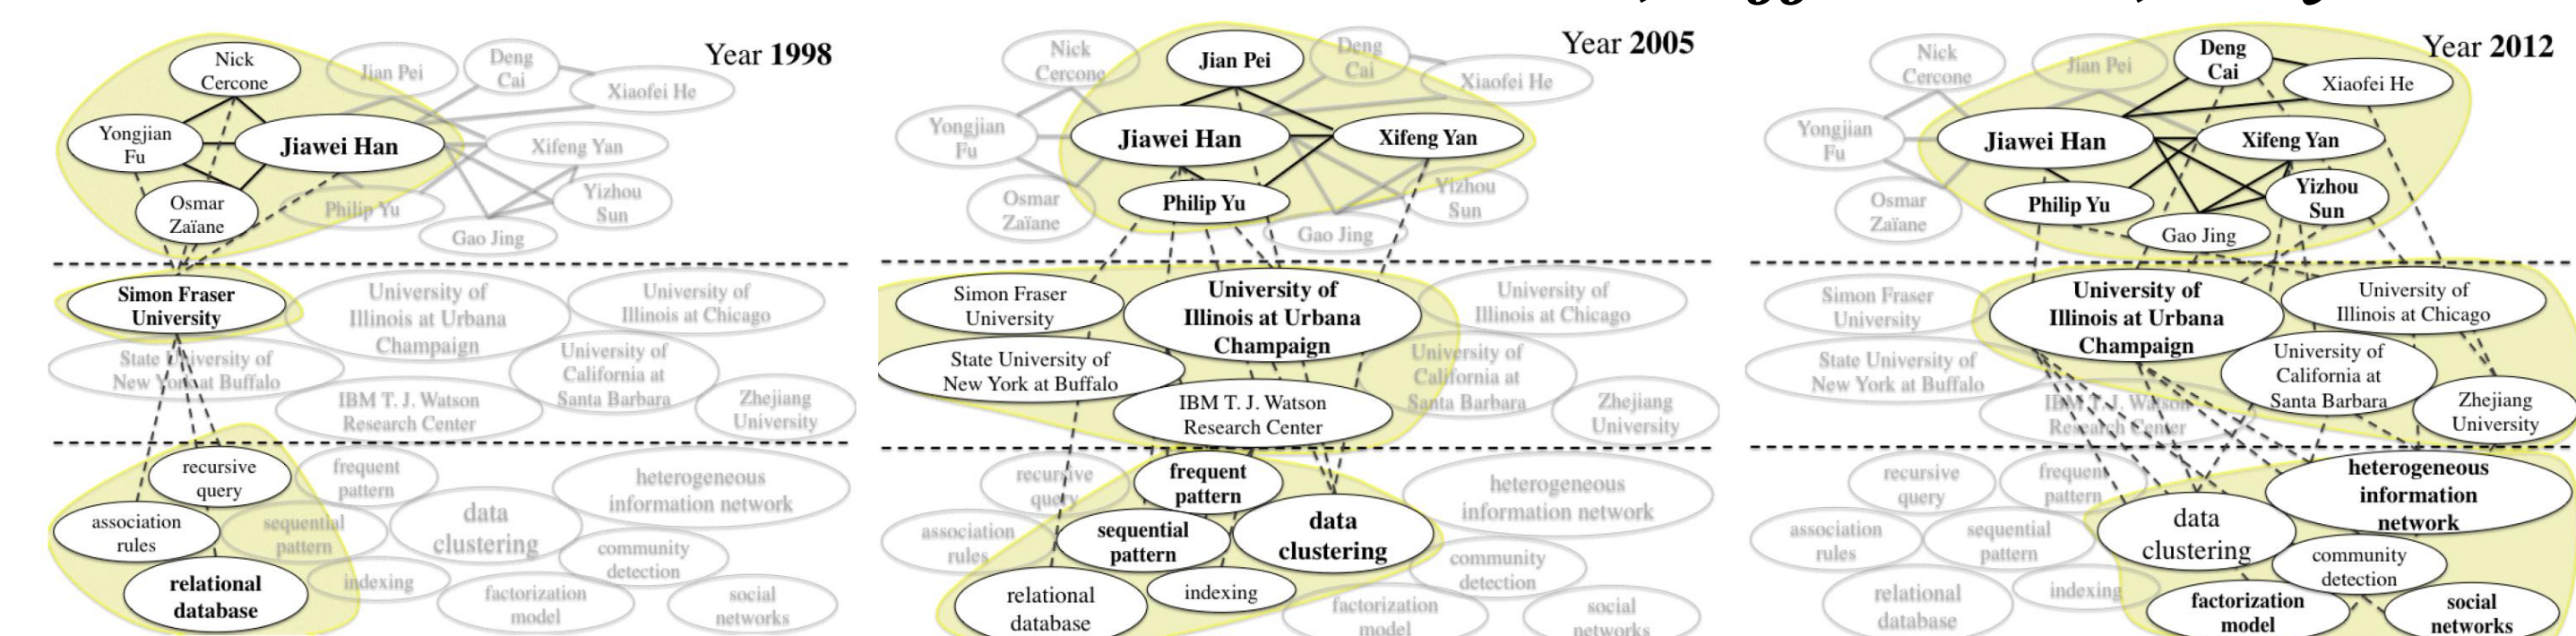 Year 1998
Nick
Cercone
Jian Pei
Deng
Cai
Xiaofei He
Yongjian
Fu
Jiawei Han
Xifeng Yan
Osmar
Zaïane
Philip Yu
Yizhou
Sun
Gao Jing
Simon Fraser
University
University of
Illinois at Urbana
Champaign
University of
Illinois at Chicago
State University of
New York at Buffalo
University of
California at
Santa Barbara
IBM T. J. Watson
Research Center
Zhejiang
University
recursive
query
frequent
pattern
heterogeneous
information network
association
rules
sequential
pattern
data
clustering
community
detection
relational
database
indexing
factorization
model
social
networks
Year 2005
Nick
Cercone
Jian Pei
Deng
Cai
Xiaofei He
Yongjian
Fu
Jiawei Han
Xifeng Yan
Osmar
Zaïane
Philip Yu
Yizhou
Sun
Gao Jing
Simon Fraser
University
University of
Illinois at Urbana
Champaign
University of
Illinois at Chicago
State University of
New York at Buffalo
University of
California at
Santa Barbara
IBM T. J. Watson
Research Center
Zhejiang
University
recursive
query
frequent
pattern
heterogeneous
information network
association
rules
sequential
pattern
data
clustering
community
detection
relational
database
indexing
factorization
model
social
networks
Year 2012
Nick
Cercone
Jian Pei
Deng
Cai
Xiaofei He
Yongjian
Fu
Jiawei Han
Xifeng Yan
Osmar
Zaïane
Philip Yu
Yizhou
Sun
Gao Jing
Simon Fraser
University
University of
Illinois at Urbana
Champaign
University of
Illinois at Chicago
State University of
New York at Buffalo
University of
California at
Santa Barbara
IBM T. J. Watson
Research Center
Zhejiang
University
recursive
query
frequent
pattern
heterogeneous
information
network
association
rules
sequential
pattern
data
clustering
community
detection
relational
database
indexing
factorization
model
social
networks